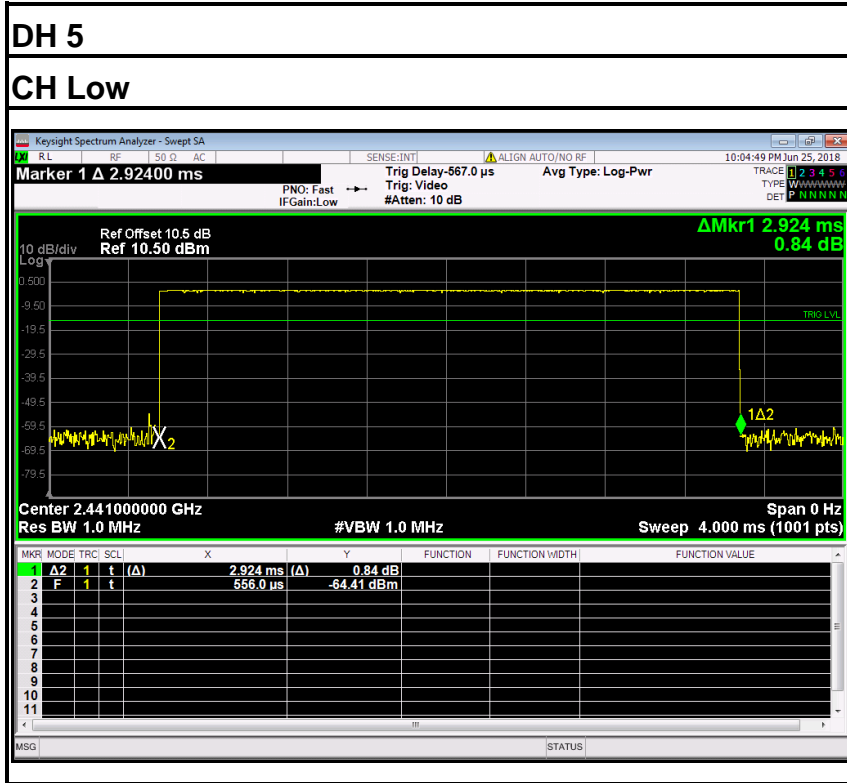 DH 5
CH Low
Keysight Spectrum Analyzer - Swept SA
LXI RL RF 50 Ω AC SENSE:INT ALIGN AUTO/NO RF 10:04:49 PM Jun 25, 2018
Marker 1 Δ 2.92400 ms
PNO: Fast
IFGain:Low
Trig Delay-567.0 µs
Trig: Video
#Atten: 10 dB
Avg Type: Log-Pwr
TRACE 1 2 3 4 5 6
TYPE WWWWWW
DET P N N N N N
ΔMkr1 2.924 ms
0.84 dB
Ref Offset 10.5 dB
10 dB/div Ref 10.50 dBm
Log
0.500
-9.50
TRIG LVL
-19.5
-29.5
-39.5
-49.5
1Δ2
-59.5
2
-69.5
-79.5
Center 2.441000000 GHz Span 0 Hz
Res BW 1.0 MHz #VBW 1.0 MHz Sweep 4.000 ms (1001 pts)
MKR MODE TRC SCL X Y FUNCTION FUNCTION WIDTH FUNCTION VALUE
1 Δ2 1 t (Δ) 2.924 ms (Δ) 0.84 dB
2 F 1 t 556.0 µs -64.41 dBm
3
4
5
6
7
8
9
10
11
MSG STATUS